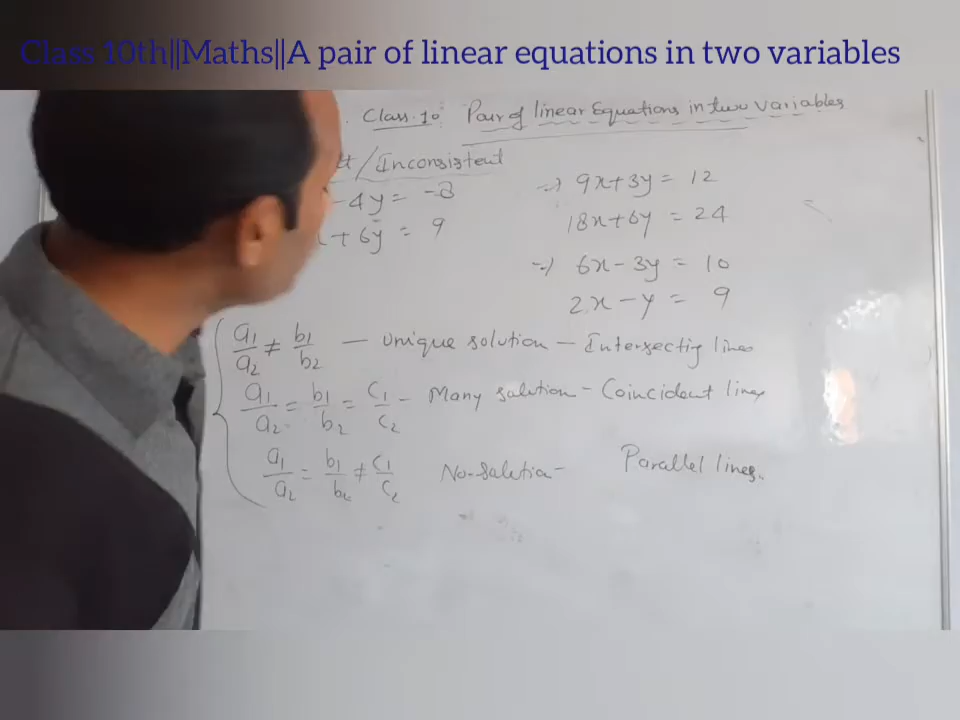 Class 10th||Maths||A pair of linear equations in two variables
Class. 10 : Pair of linear Equations in two variables
/ Inconsistent
-4y = -8
+ 6y = 9
=> 9x+3y = 12
18x+6y = 24
=> 6x-3y = 10
2x-y = 9
a1/a2 ≠ b1/b2 — Unique solution — Intersecting lines
a1/a2 = b1/b2 = c1/c2 - Many solution - Coincident lines
a1/a2 = b1/b2 ≠ c1/c2 No-solution - Parallel lines.